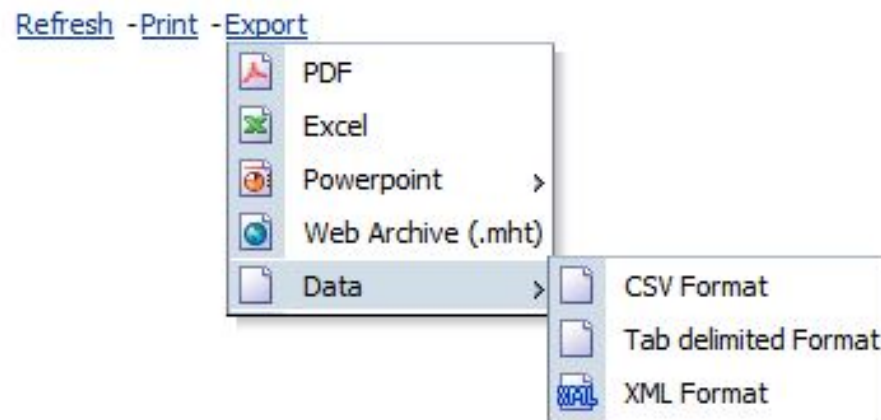 Refresh -Print -Export
PDF
Excel
Powerpoint >
Web Archive (.mht)
Data >
CSV Format
Tab delimited Format
XML Format